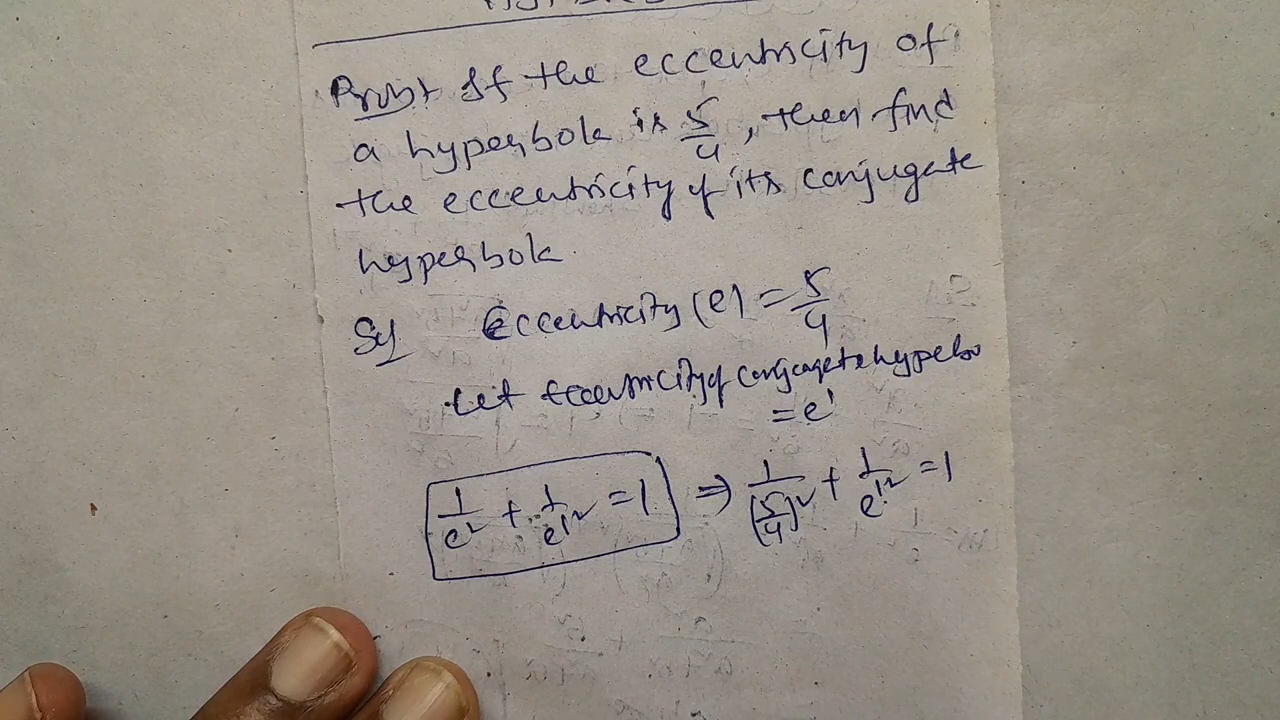 Prob: If the eccentricity of
a hyperbola is 5/4, then find
the eccentricity of its conjugate
hyperbola.
Sol Eccentricity (e) = 5/4
Let Eccentricity of conjugate hyperbo
= e'
1/e² + 1/e'² = 1 ⇒ 1/(5/4)² + 1/e'² = 1